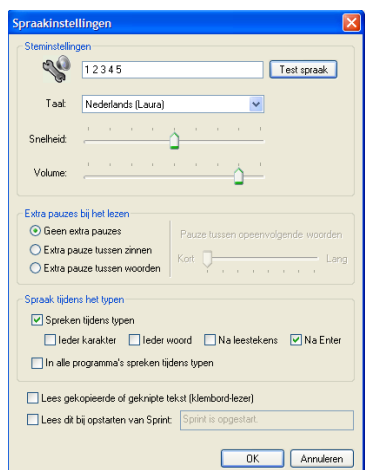 Spraakinstellingen
Steminstellingen
1 2 3 4 5
Test spraak
Taal: Nederlands (Laura)
Snelheid:
Volume:
Extra pauzes bij het lezen
Geen extra pauzes
Extra pauze tussen zinnen
Extra pauze tussen woorden
Pauze tussen opeenvolgende woorden
Kort Lang
Spraak tijdens het typen
Spreken tijdens typen
Ieder karakter Ieder woord Na leestekens Na Enter
In alle programma's spreken tijdens typen
Lees gekopieerde of geknipte tekst (klembord-lezer)
Lees dit bij opstarten van Sprint: Sprint is opgestart.
OK Annuleren